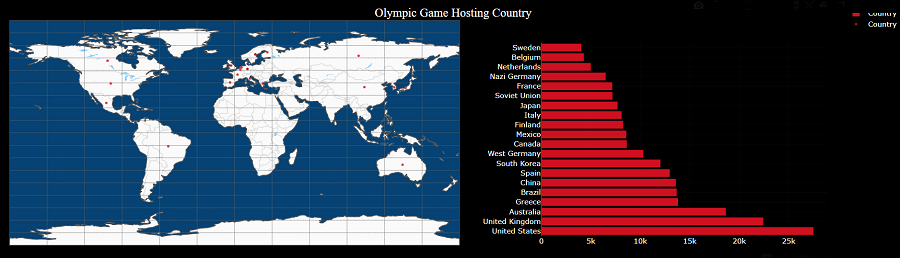 Olympic Game Hosting Country
Country
Country
Sweden
Belgium
Netherlands
Nazi Germany
France
Soviet Union
Japan
Italy
Finland
Mexico
Canada
West Germany
South Korea
Spain
China
Brazil
Greece
Australia
United Kingdom
United States
0 5k 10k 15k 20k 25k